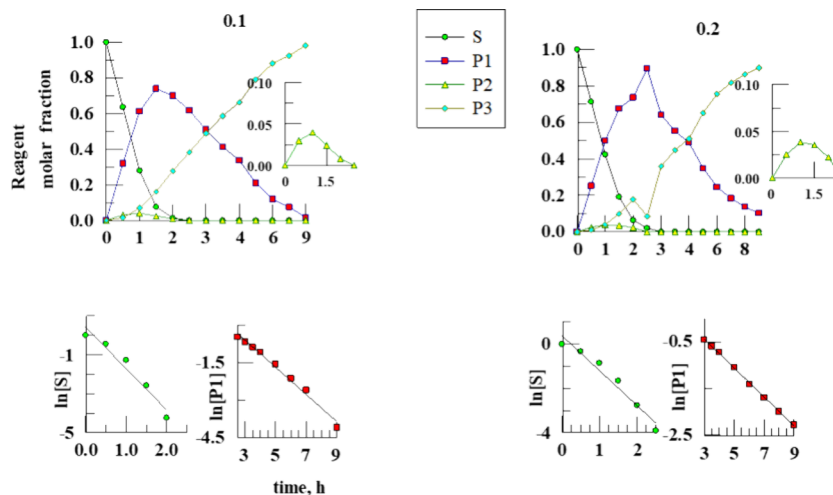 0.1
1.0
0.8
0.6
0.4
0.2
0.0
0 1 2 3 4 6 9
Reagent
molar fraction
0.10
0.05
0.00
0 1.5
S
P1
P2
P3
0.2
1.0
0.8
0.6
0.4
0.2
0.0
0 1 2 4 6 8
0.10
0.05
0.00
0 1.5
ln[S]
-1
-5
0.0 1.0 2.0
ln[P1]
-1.5
-4.5
3 5 7 9
time, h
ln[S]
0
-4
0 1 2
ln[P1]
-0.5
-2.5
3 5 7 9